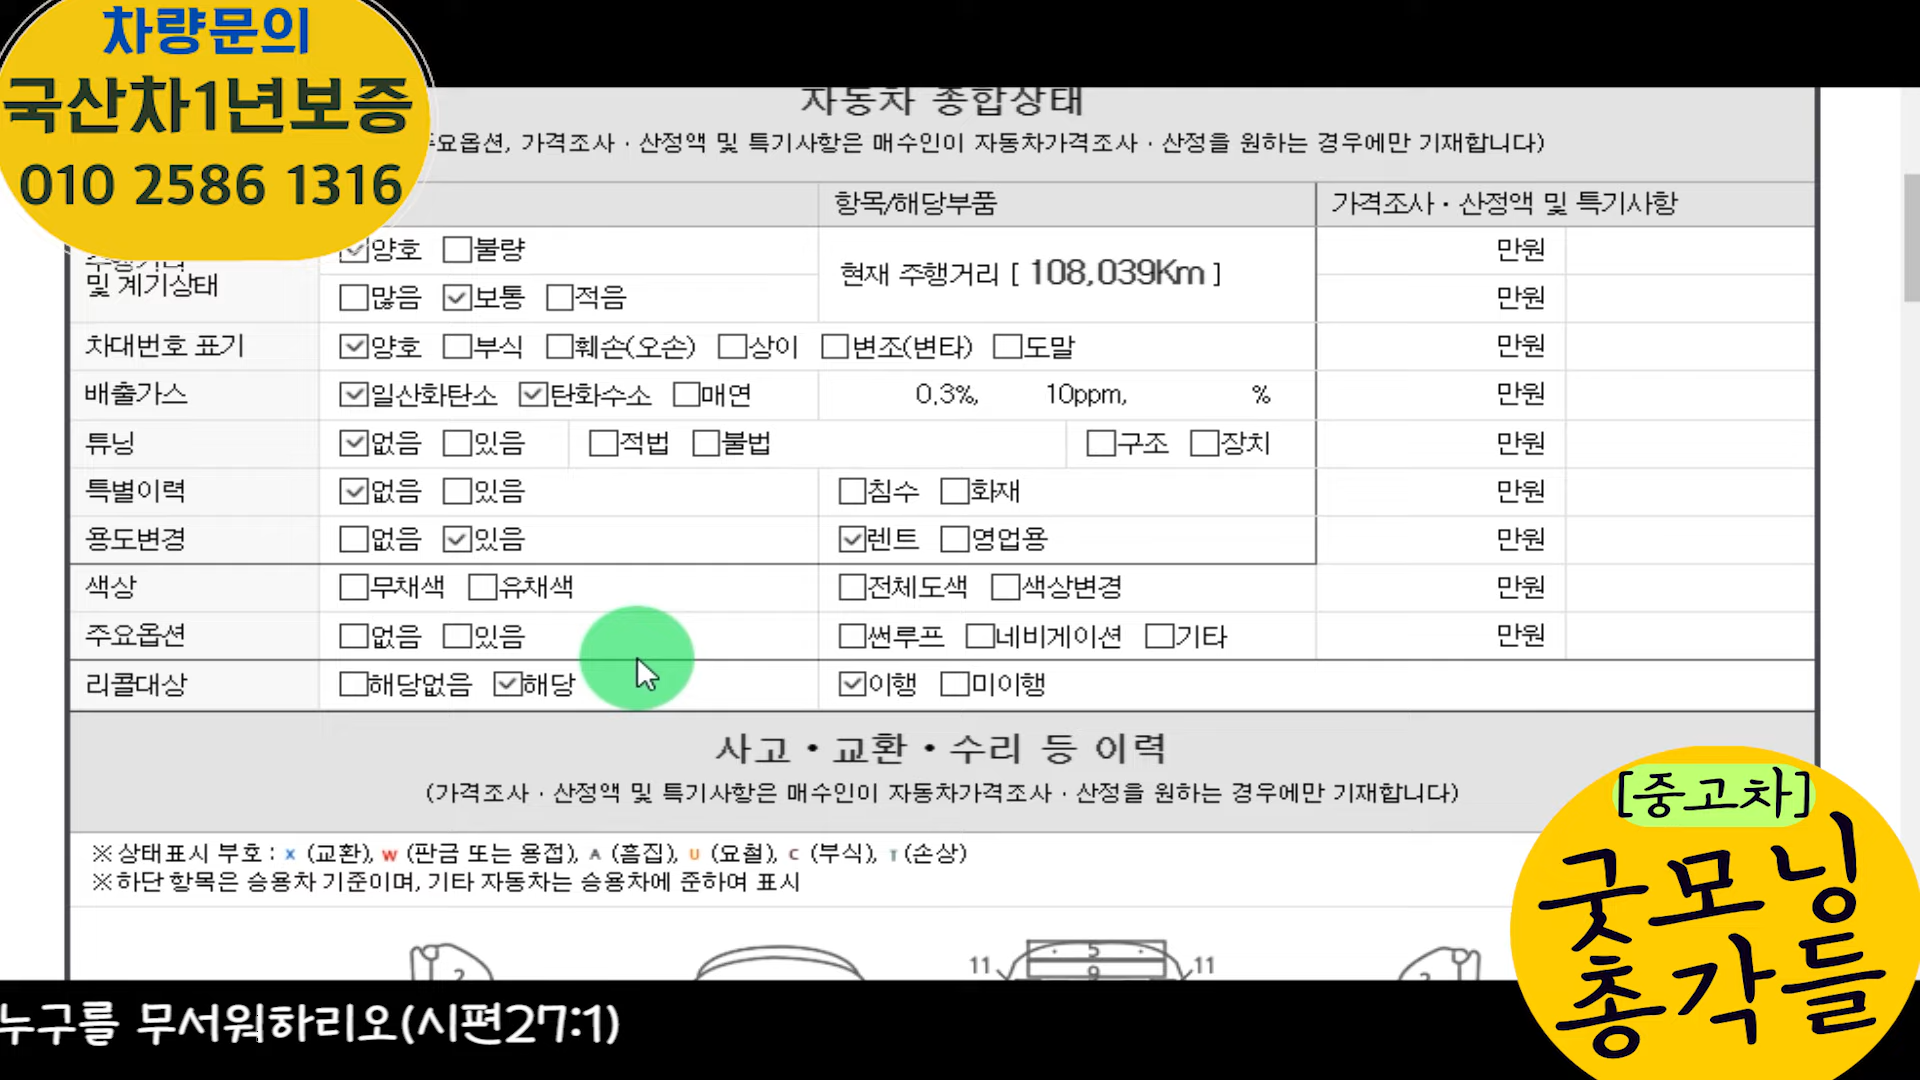 차량문의
국산차1년보증
010 2586 1316
자동차 종합상태
주요옵션, 가격조사 · 산정액 및 특기사항은 매수인이 자동차가격조사 · 산정을 원하는 경우에만 기재합니다)
항목/해당부품 가격조사 · 산정액 및 특기사항
주행거리
및 계기상태
양호 불량 만원
현재 주행거리 [ 108,039Km ]
많음 보통 적음 만원
차대번호 표기 양호 부식 훼손(오손) 상이 변조(변타) 도말 만원
배출가스 일산화탄소 탄화수소 매연 0.3%, 10ppm, % 만원
튜닝 없음 있음 적법 불법 구조 장치 만원
특별이력 없음 있음 침수 화재 만원
용도변경 없음 있음 렌트 영업용 만원
색상 무채색 유채색 전체도색 색상변경 만원
주요옵션 없음 있음 썬루프 네비게이션 기타 만원
리콜대상 해당없음 해당 이행 미이행
사고 · 교환 · 수리 등 이력
(가격조사 · 산정액 및 특기사항은 매수인이 자동차가격조사 · 산정을 원하는 경우에만 기재합니다)
※ 상태표시 부호 : X (교환), W (판금 또는 용접), A (흠집), U (요철), C (부식), T (손상)
※ 하단 항목은 승용차 기준이며, 기타 자동차는 승용차에 준하여 표시
2 11 5 9 11
[중고차]
굿모닝
총각들
누구를 무서워하리오(시편27:1)